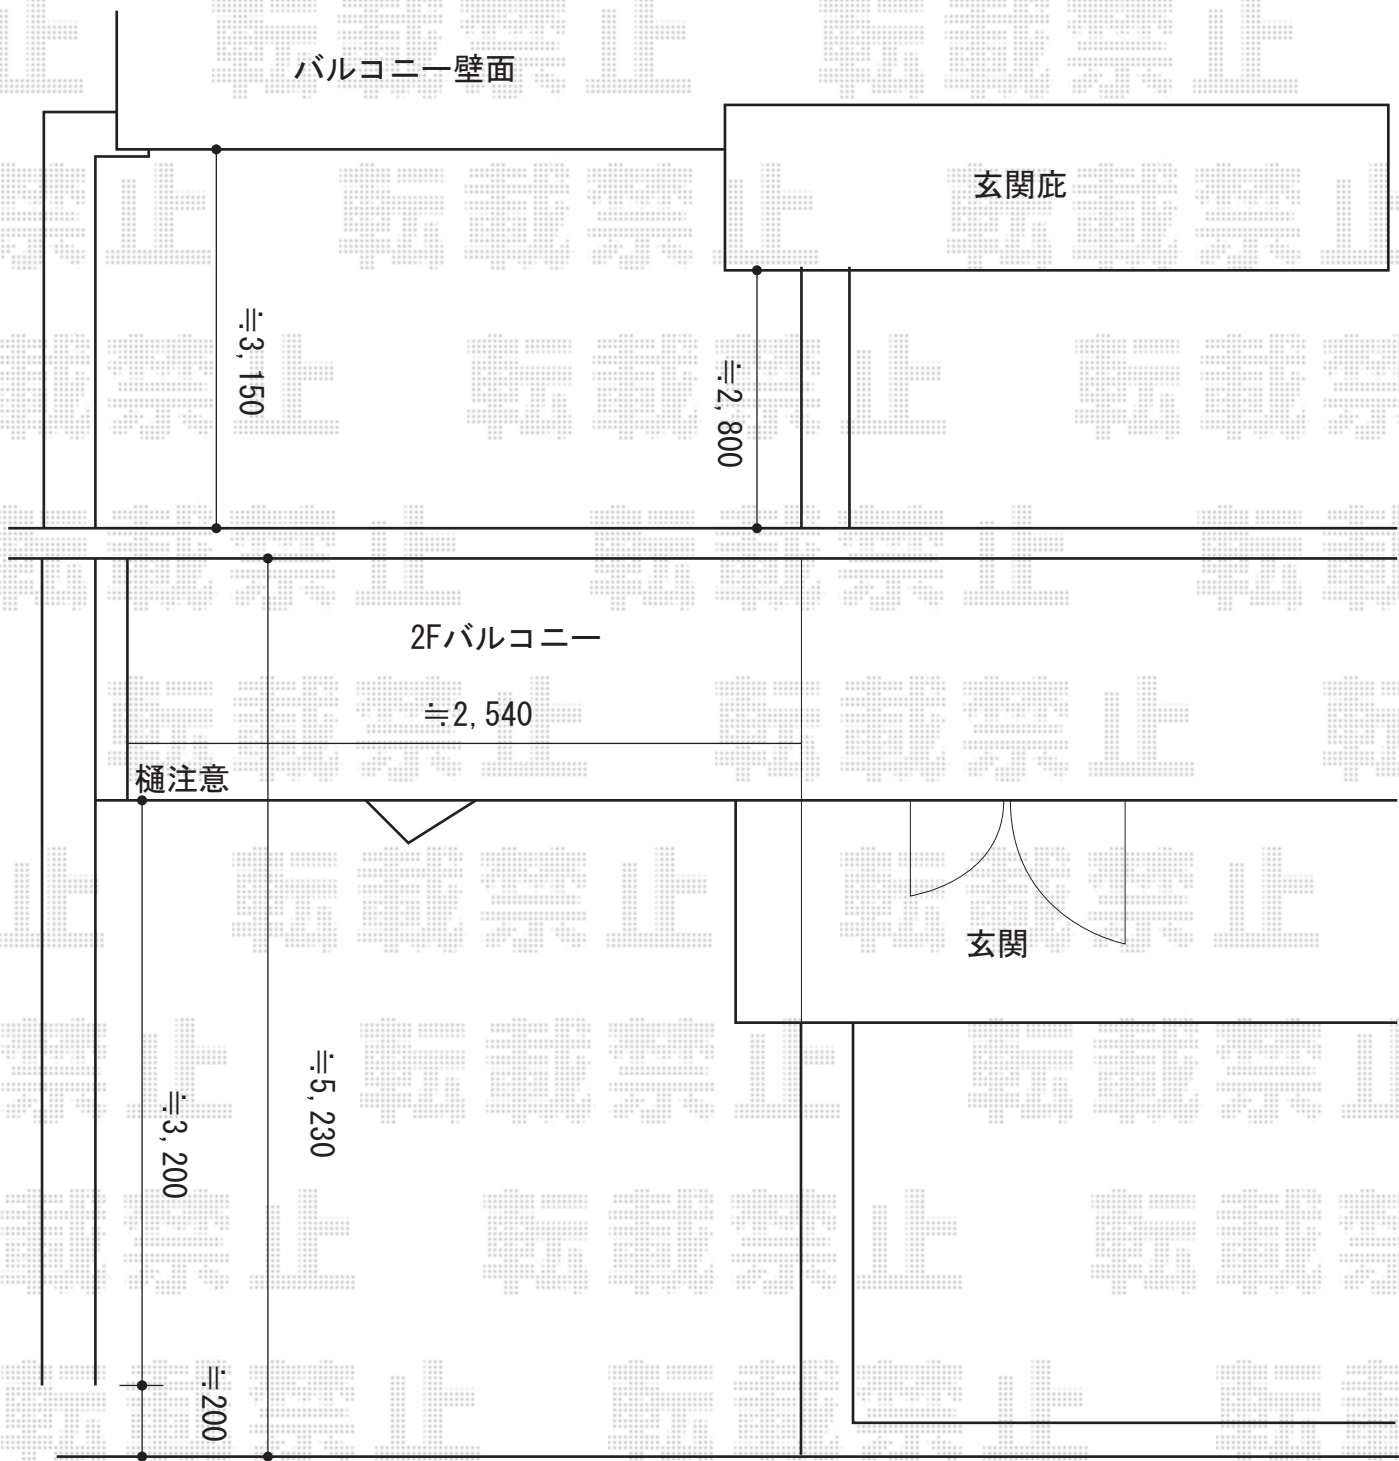 バルコニー壁面
玄関庇
≒3,150
≒2,800
2Fバルコニー
≒2,540
樋注意
玄関
≒5,230
≒3,200
≒200
転載禁止